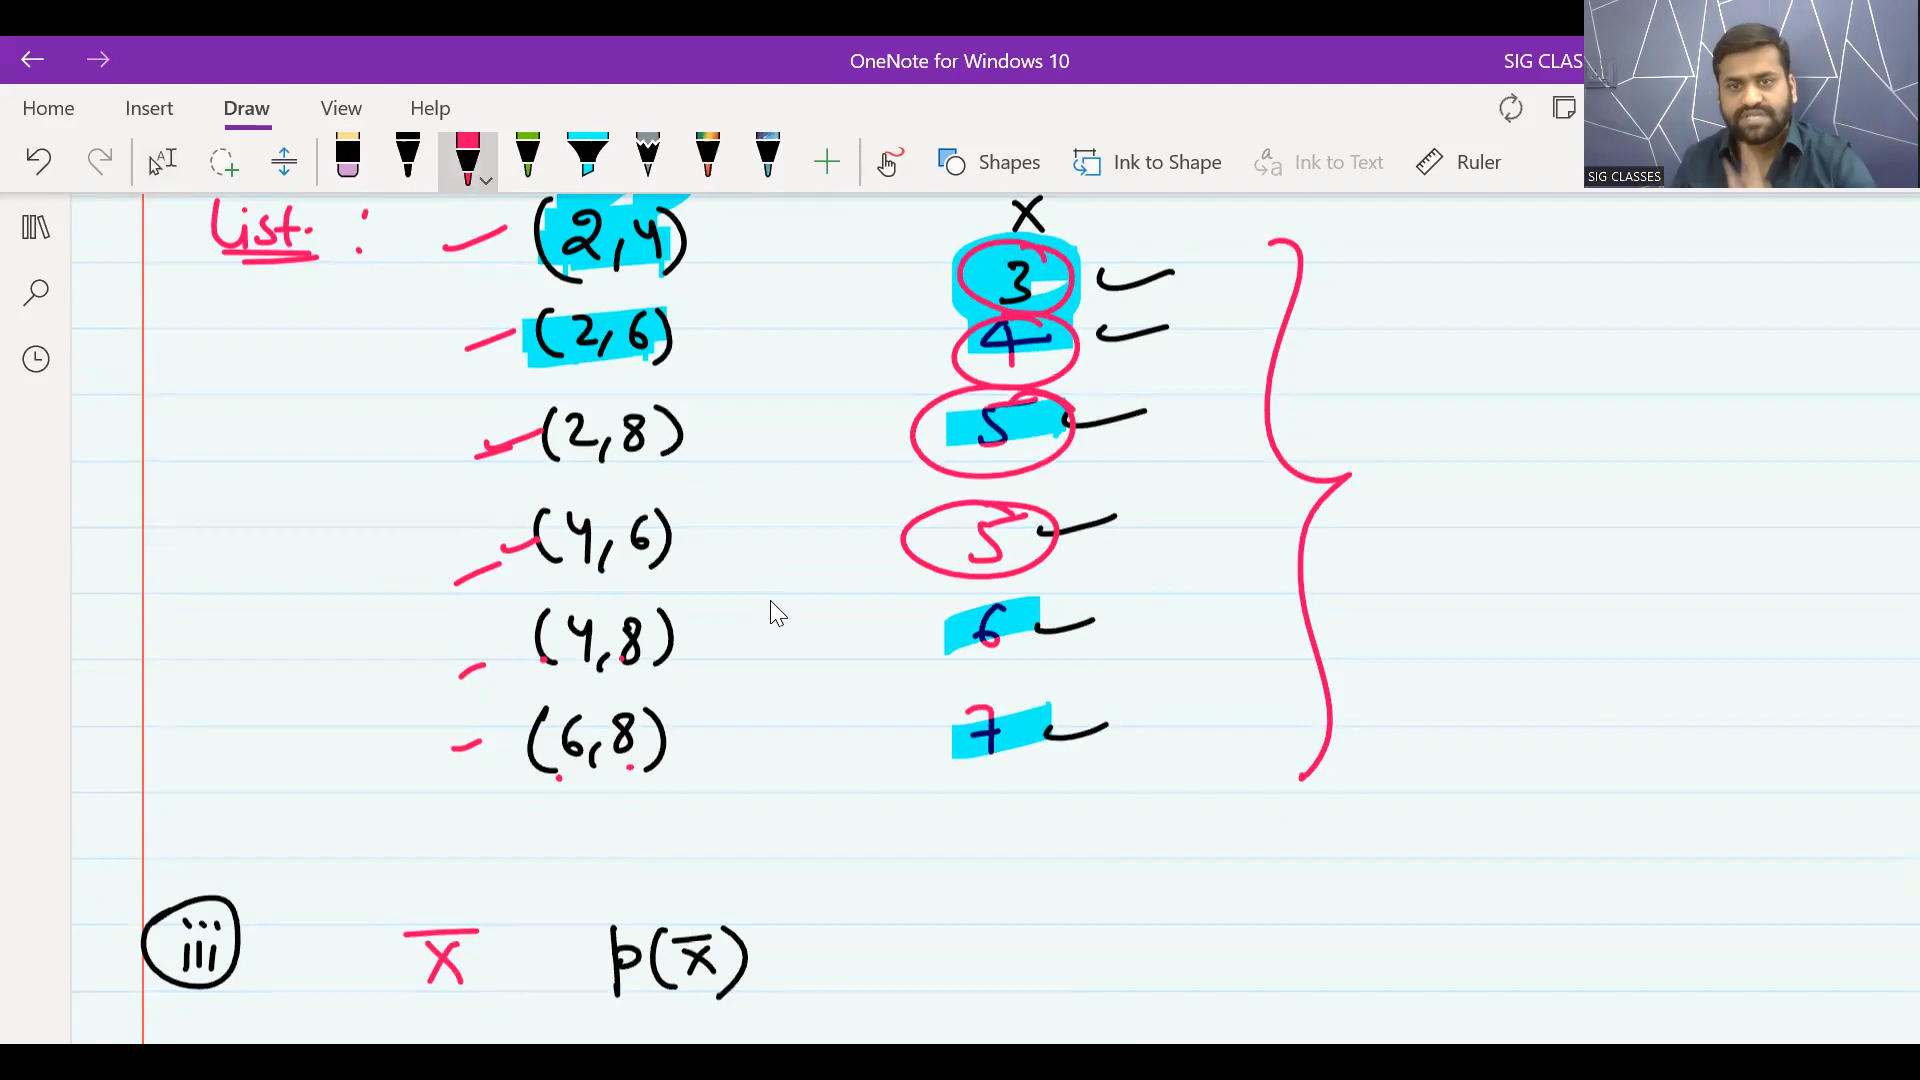 OneNote for Windows 10
SIG CLAS
Home Insert Draw View Help
Shapes Ink to Shape Ink to Text Ruler
SIG CLASSES
x
List. : (2,4) 3
(2,6) 4
(2,8) 5
(4,6) 5
(4,8) 6
(6,8) 7
iii x̅ p(x̅)